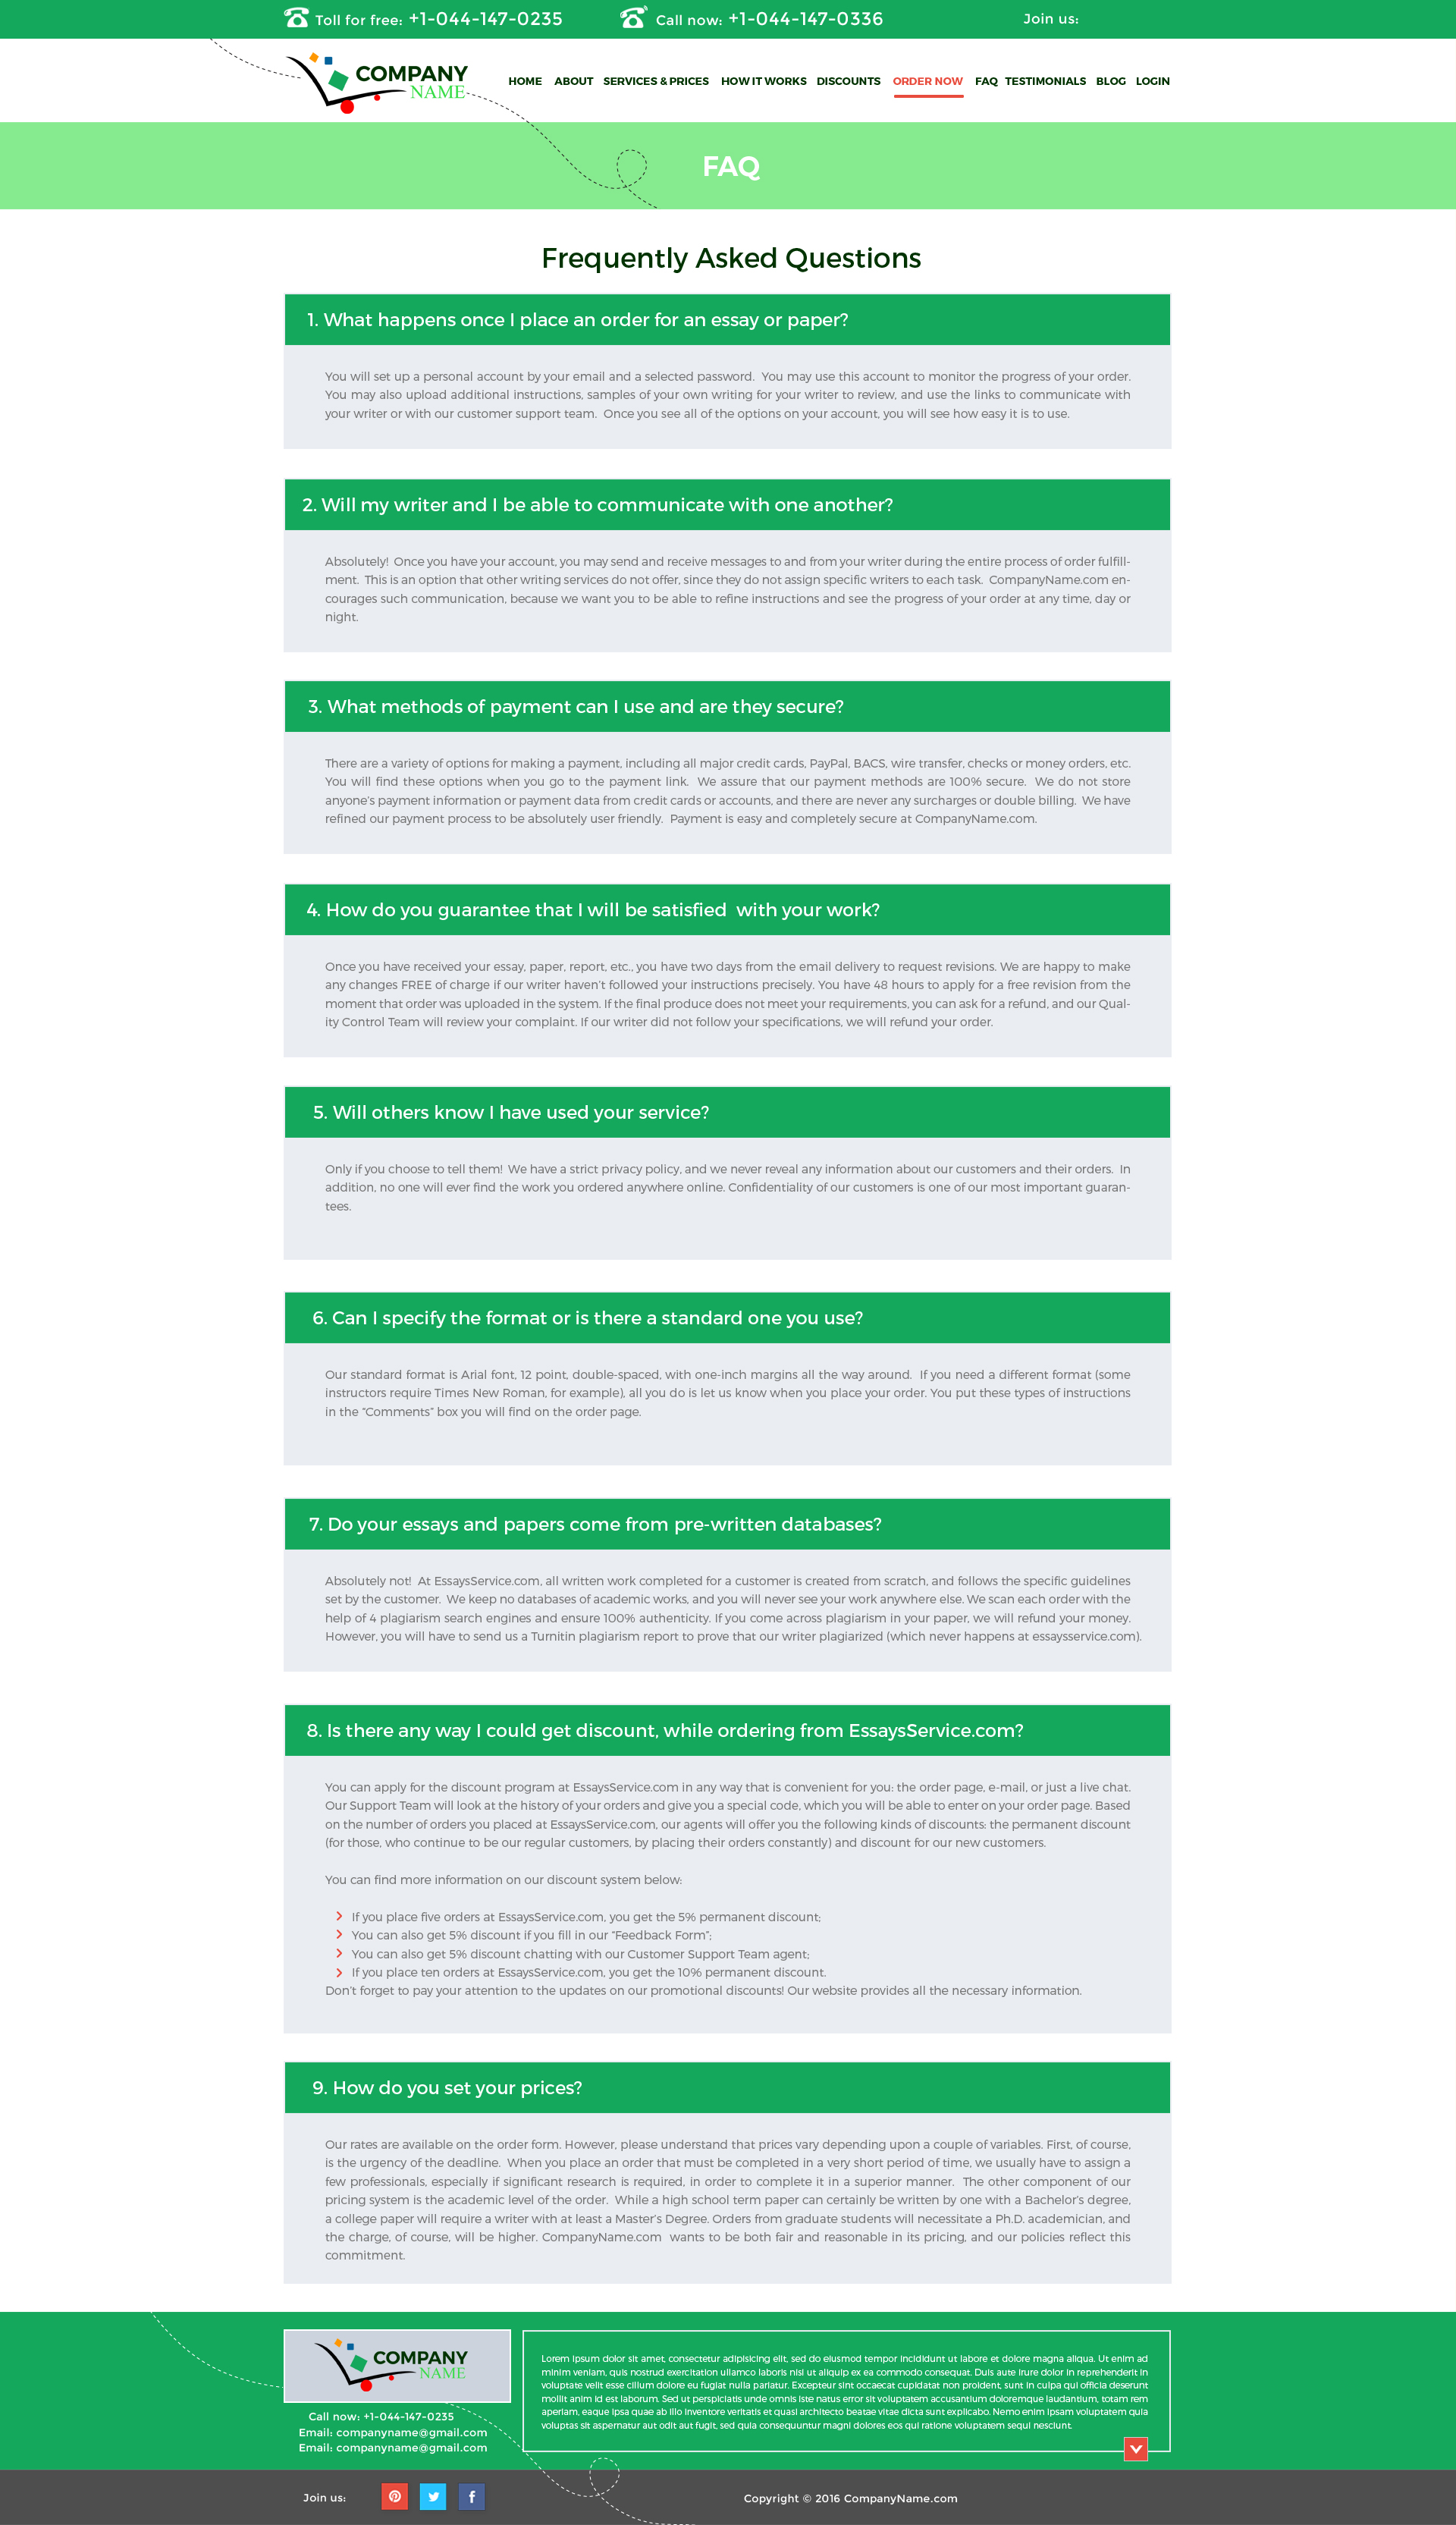 Toll for free: +1-044-147-0235
Call now: +1-044-147-0336
Join us:
COMPANY
NAME
HOME ABOUT SERVICES & PRICES HOW IT WORKS DISCOUNTS ORDER NOW FAQ TESTIMONIALS BLOG LOGIN
FAQ
Frequently Asked Questions
1. What happens once I place an order for an essay or paper?
You will set up a personal account by your email and a selected password. You may use this account to monitor the progress of your order.
You may also upload additional instructions, samples of your own writing for your writer to review, and use the links to communicate with
your writer or with our customer support team. Once you see all of the options on your account, you will see how easy it is to use.
2. Will my writer and I be able to communicate with one another?
Absolutely! Once you have your account, you may send and receive messages to and from your writer during the entire process of order fulfill-
ment. This is an option that other writing services do not offer, since they do not assign specific writers to each task. CompanyName.com en-
courages such communication, because we want you to be able to refine instructions and see the progress of your order at any time, day or
night.
3. What methods of payment can I use and are they secure?
There are a variety of options for making a payment, including all major credit cards, PayPal, BACS, wire transfer, checks or money orders, etc.
You will find these options when you go to the payment link. We assure that our payment methods are 100% secure. We do not store
anyone's payment information or payment data from credit cards or accounts, and there are never any surcharges or double billing. We have
refined our payment process to be absolutely user friendly. Payment is easy and completely secure at CompanyName.com.
4. How do you guarantee that I will be satisfied with your work?
Once you have received your essay, paper, report, etc., you have two days from the email delivery to request revisions. We are happy to make
any changes FREE of charge if our writer haven't followed your instructions precisely. You have 48 hours to apply for a free revision from the
moment that order was uploaded in the system. If the final produce does not meet your requirements, you can ask for a refund, and our Qual-
ity Control Team will review your complaint. If our writer did not follow your specifications, we will refund your order.
5. Will others know I have used your service?
Only if you choose to tell them! We have a strict privacy policy, and we never reveal any information about our customers and their orders. In
addition, no one will ever find the work you ordered anywhere online. Confidentiality of our customers is one of our most important guaran-
tees.
6. Can I specify the format or is there a standard one you use?
Our standard format is Arial font, 12 point, double-spaced, with one-inch margins all the way around. If you need a different format (some
instructors require Times New Roman, for example), all you do is let us know when you place your order. You put these types of instructions
in the "Comments" box you will find on the order page.
7. Do your essays and papers come from pre-written databases?
Absolutely not! At EssaysService.com, all written work completed for a customer is created from scratch, and follows the specific guidelines
set by the customer. We keep no databases of academic works, and you will never see your work anywhere else. We scan each order with the
help of 4 plagiarism search engines and ensure 100% authenticity. If you come across plagiarism in your paper, we will refund your money.
However, you will have to send us a Turnitin plagiarism report to prove that our writer plagiarized (which never happens at essaysservice.com).
8. Is there any way I could get discount, while ordering from EssaysService.com?
You can apply for the discount program at EssaysService.com in any way that is convenient for you: the order page, e-mail, or just a live chat.
Our Support Team will look at the history of your orders and give you a special code, which you will be able to enter on your order page. Based
on the number of orders you placed at EssaysService.com, our agents will offer you the following kinds of discounts: the permanent discount
(for those, who continue to be our regular customers, by placing their orders constantly) and discount for our new customers.
You can find more information on our discount system below:
If you place five orders at EssaysService.com, you get the 5% permanent discount;
You can also get 5% discount if you fill in our "Feedback Form";
You can also get 5% discount chatting with our Customer Support Team agent;
If you place ten orders at EssaysService.com, you get the 10% permanent discount.
Don't forget to pay your attention to the updates on our promotional discounts! Our website provides all the necessary information.
9. How do you set your prices?
Our rates are available on the order form. However, please understand that prices vary depending upon a couple of variables. First, of course,
is the urgency of the deadline. When you place an order that must be completed in a very short period of time, we usually have to assign a
few professionals, especially if significant research is required, in order to complete it in a superior manner. The other component of our
pricing system is the academic level of the order. While a high school term paper can certainly be written by one with a Bachelor's degree,
a college paper will require a writer with at least a Master's Degree. Orders from graduate students will necessitate a Ph.D. academician, and
the charge, of course, will be higher. CompanyName.com wants to be both fair and reasonable in its pricing, and our policies reflect this
commitment.
COMPANY
NAME
Call now: +1-044-147-0235
Email: companyname@gmail.com
Email: companyname@gmail.com
Lorem ipsum dolor sit amet, consectetur adipisicing elit, sed do eiusmod tempor incididunt ut labore et dolore magna aliqua. Ut enim ad
minim veniam, quis nostrud exercitation ullamco laboris nisi ut aliquip ex ea commodo consequat. Duis aute irure dolor in reprehenderit in
voluptate velit esse cillum dolore eu fugiat nulla pariatur. Excepteur sint occaecat cupidatat non proident, sunt in culpa qui officia deserunt
mollit anim id est laborum. Sed ut perspiciatis unde omnis iste natus error sit voluptatem accusantium doloremque laudantium, totam rem
aperiam, eaque ipsa quae ab illo inventore veritatis et quasi architecto beatae vitae dicta sunt explicabo. Nemo enim ipsam voluptatem quia
voluptas sit aspernatur aut odit aut fugit, sed quia consequuntur magni dolores eos qui ratione voluptatem sequi nesciunt.
Join us:
Copyright © 2016 CompanyName.com